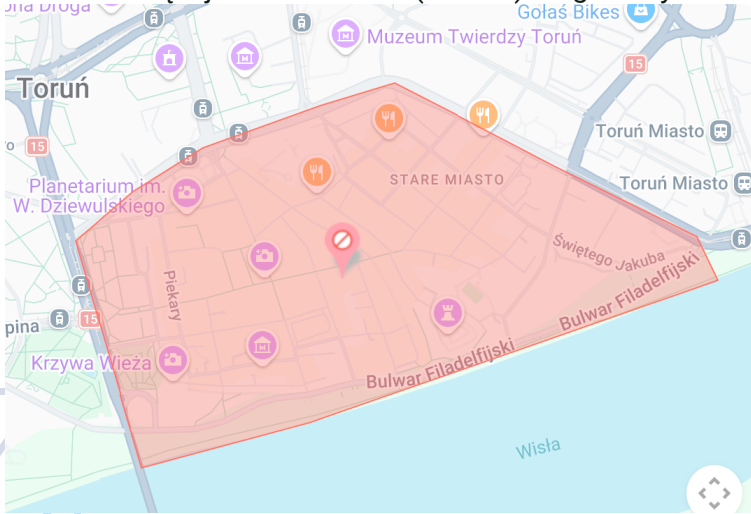 Gołaś Bikes
Muzeum Twierdzy Toruń
15
Toruń
Toruń Miasto
15
Planetarium im.
W. Dziewulskiego
STARE MIASTO
Toruń Miasto
Świętego Jakuba
Piekary
Bulwar Filadelfijski
15
Krzywa Wieża
Bulwar Filadelfijski
Wisła